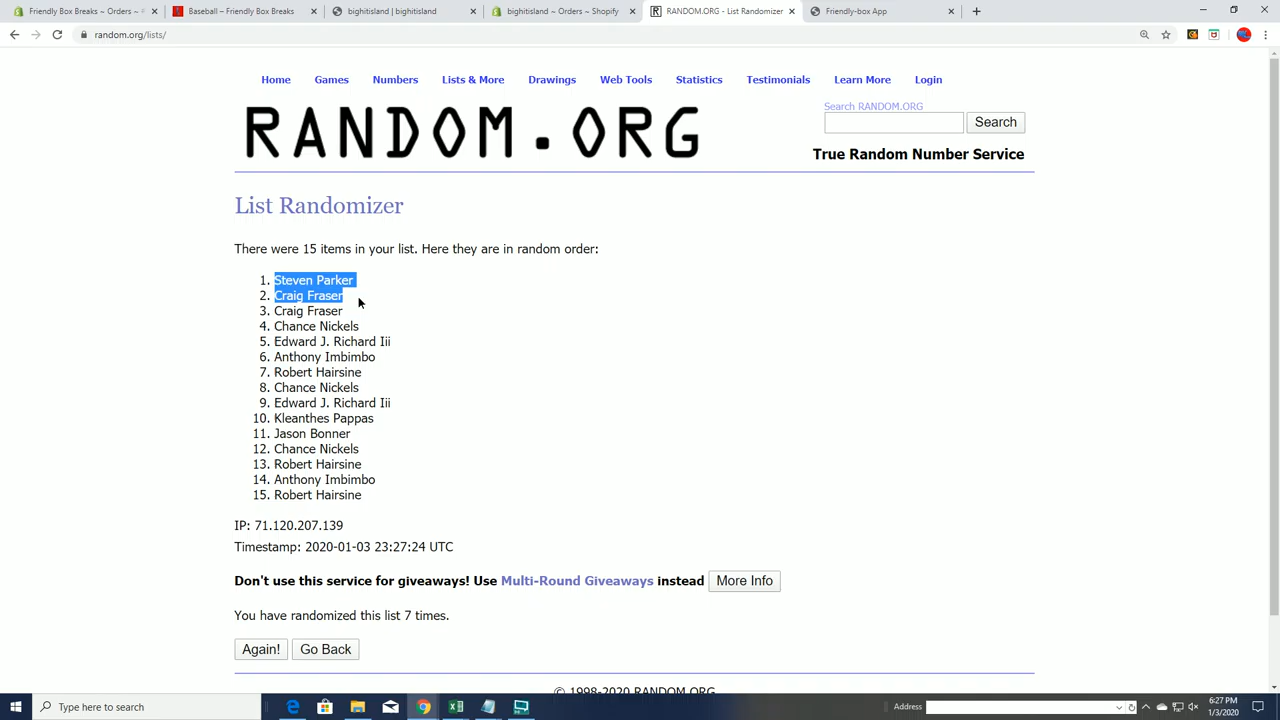 Friendly Box Breaks ~ Orders ~ S
Baseball – Friendly Box Breaks
bighitisland | bighitisland
bighitisland ~ Orders ~ Shopify
RANDOM.ORG - List Randomizer
Friendly-box App
random.org/lists/
Home Games Numbers Lists & More Drawings Web Tools Statistics Testimonials Learn More Login
RANDOM.ORG
Search RANDOM.ORG
Search
True Random Number Service
List Randomizer
There were 15 items in your list. Here they are in random order:
1. Steven Parker
2. Craig Fraser
3. Craig Fraser
4. Chance Nickels
5. Edward J. Richard Iii
6. Anthony Imbimbo
7. Robert Hairsine
8. Chance Nickels
9. Edward J. Richard Iii
10. Kleanthes Pappas
11. Jason Bonner
12. Chance Nickels
13. Robert Hairsine
14. Anthony Imbimbo
15. Robert Hairsine
IP: 71.120.207.139
Timestamp: 2020-01-03 23:27:24 UTC
Don't use this service for giveaways! Use Multi-Round Giveaways instead More Info
You have randomized this list 7 times.
Again! Go Back
© 1998-2020 RANDOM.ORG
Type here to search
Address
6:27 PM
1/3/2020